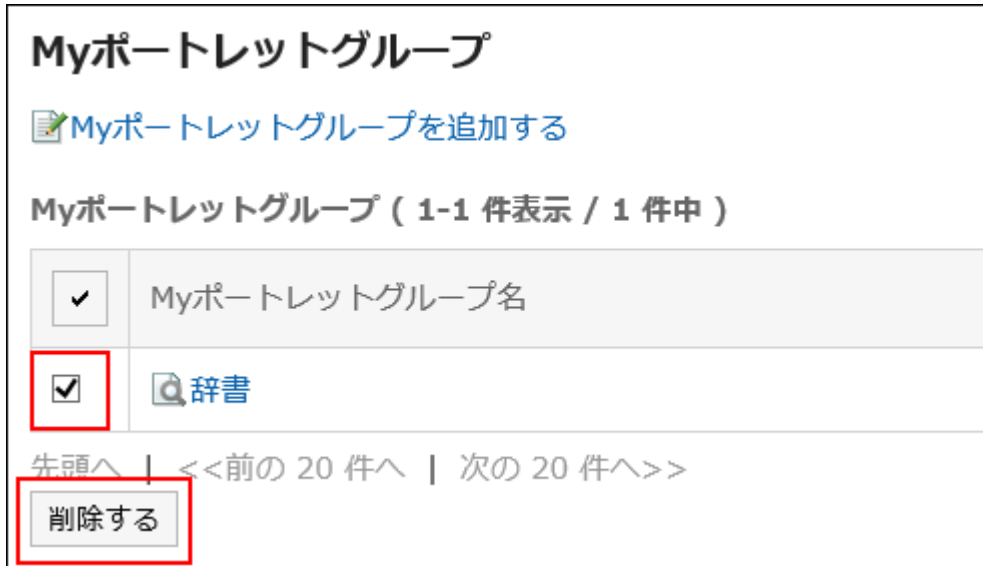 Myポートレットグループ
Myポートレットグループを追加する
Myポートレットグループ ( 1-1 件表示 / 1 件中 )
Myポートレットグループ名
辞書
先頭へ | <<前の 20 件へ | 次の 20 件へ>>
削除する